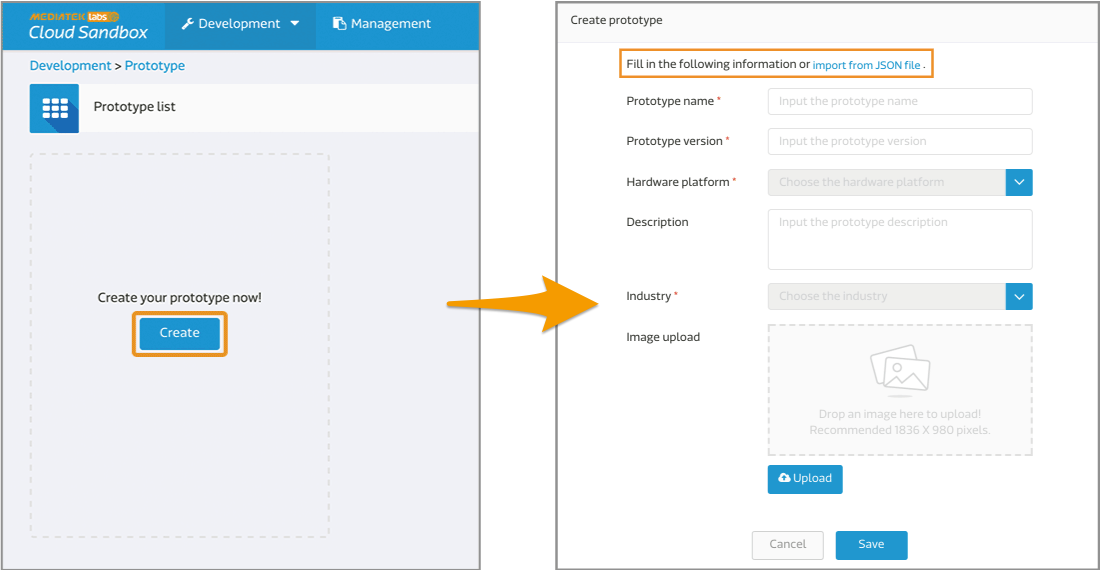 MEDIATEK labs
Cloud Sandbox
Development
Management
Development > Prototype
Prototype list
Create your prototype now!
Create
Create prototype
Fill in the following information or import from JSON file .
Prototype name *
Input the prototype name
Prototype version *
Input the prototype version
Hardware platform *
Choose the hardware platform
Description
Input the prototype description
Industry *
Choose the industry
Image upload
Drop an image here to upload!
Recommended 1836 X 980 pixels.
Upload
Cancel
Save